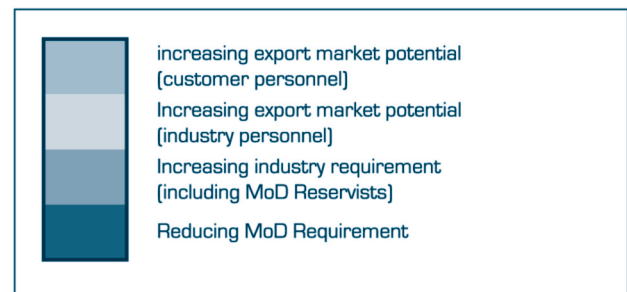 increasing export market potential
(customer personnel)
Increasing export market potential
(industry personnel)
Increasing industry requirement
(including MoD Reservists)
Reducing MoD Requirement